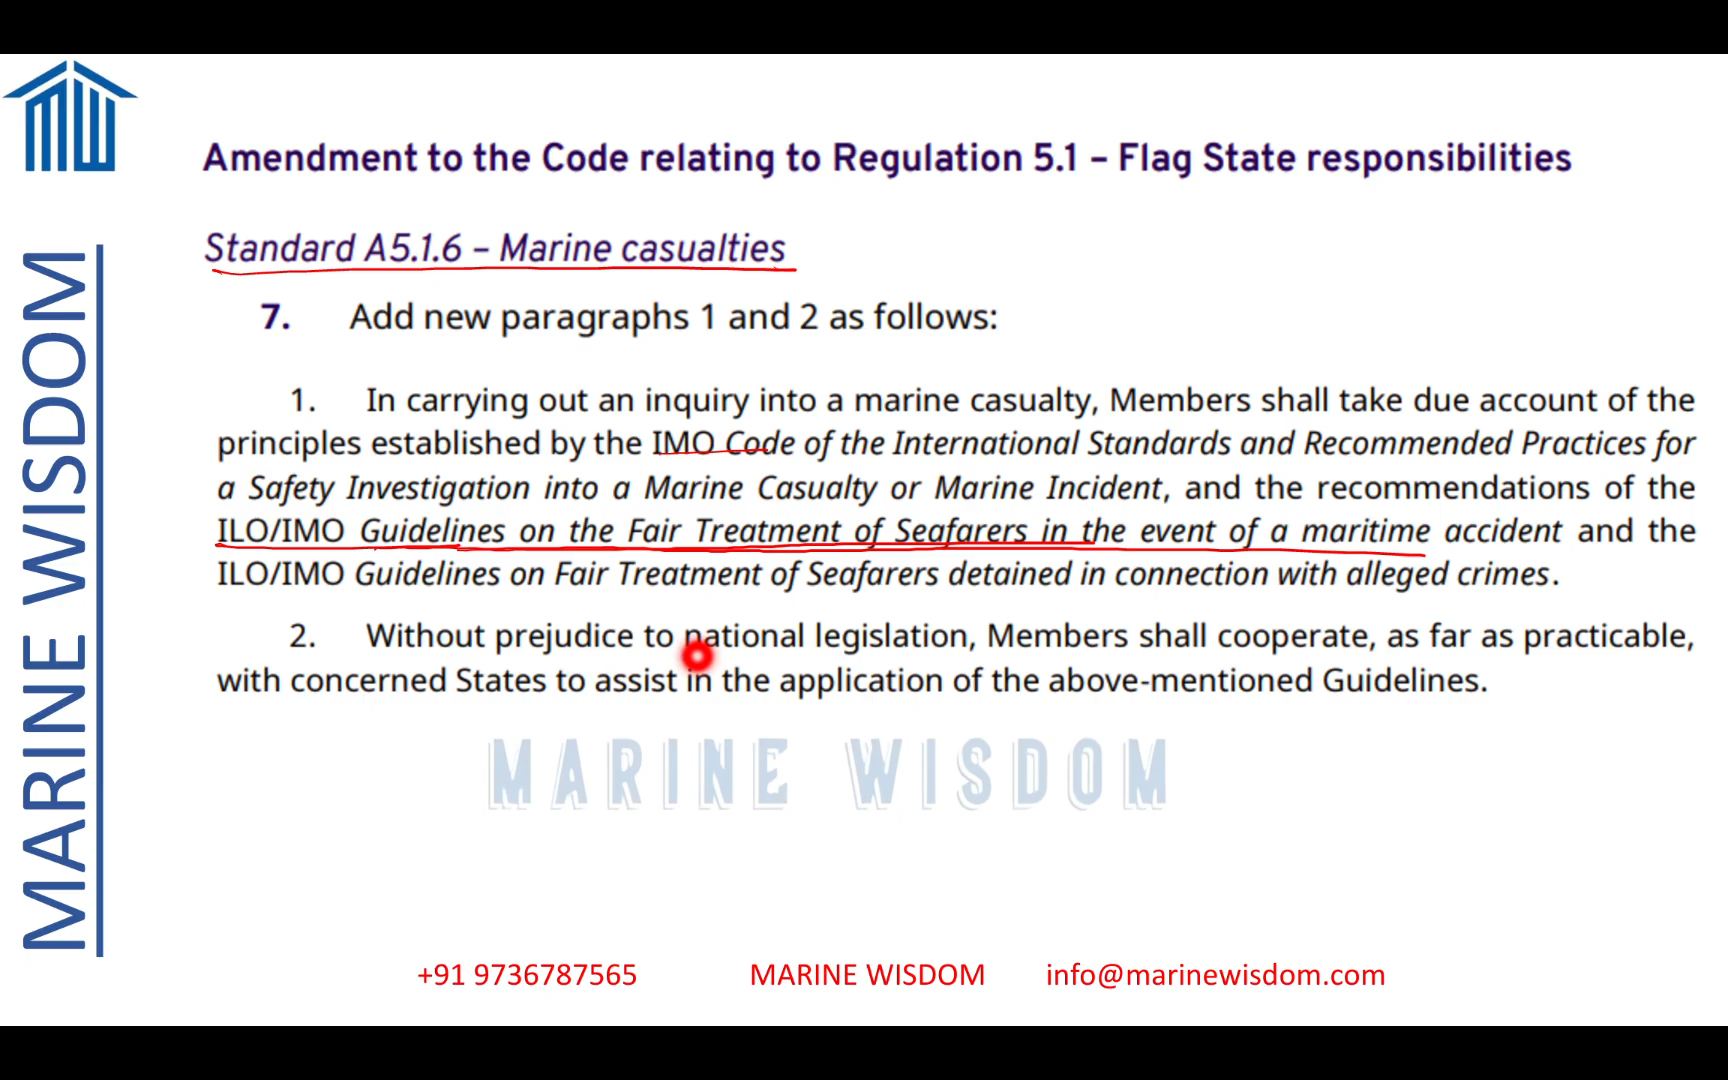 MARINE WISDOM
Amendment to the Code relating to Regulation 5.1 – Flag State responsibilities
Standard A5.1.6 – Marine casualties
7. Add new paragraphs 1 and 2 as follows:
1. In carrying out an inquiry into a marine casualty, Members shall take due account of the
principles established by the IMO Code of the International Standards and Recommended Practices for
a Safety Investigation into a Marine Casualty or Marine Incident, and the recommendations of the
ILO/IMO Guidelines on the Fair Treatment of Seafarers in the event of a maritime accident and the
ILO/IMO Guidelines on Fair Treatment of Seafarers detained in connection with alleged crimes.
2. Without prejudice to national legislation, Members shall cooperate, as far as practicable,
with concerned States to assist in the application of the above-mentioned Guidelines.
MARINE WISDOM
+91 9736787565 MARINE WISDOM info@marinewisdom.com